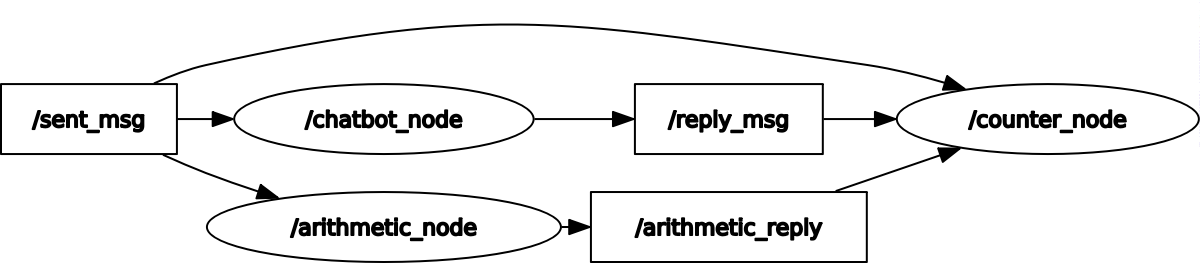 /sent_msg
/chatbot_node
/reply_msg
/counter_node
/arithmetic_node
/arithmetic_reply